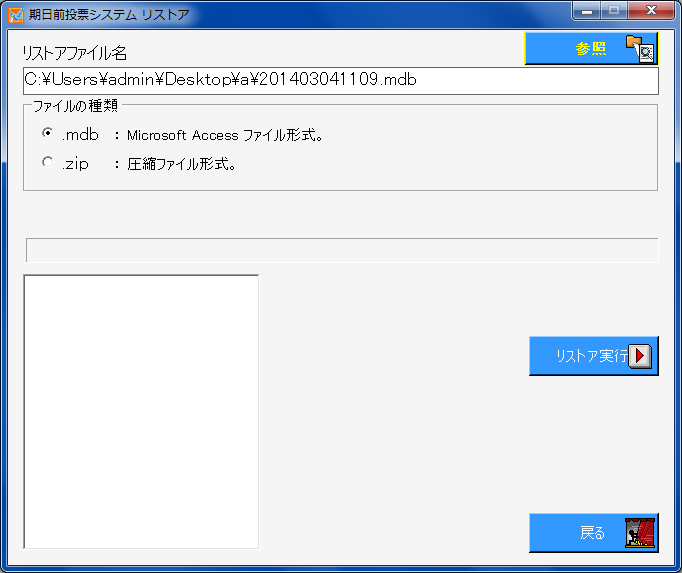 期日前投票システム リストア
リストアファイル名
参照
C:¥Users¥admin¥Desktop¥a¥201403041109.mdb
ファイルの種類
.mdb ： Microsoft Access ファイル形式。
.zip ： 圧縮ファイル形式。
リストア実行
戻る